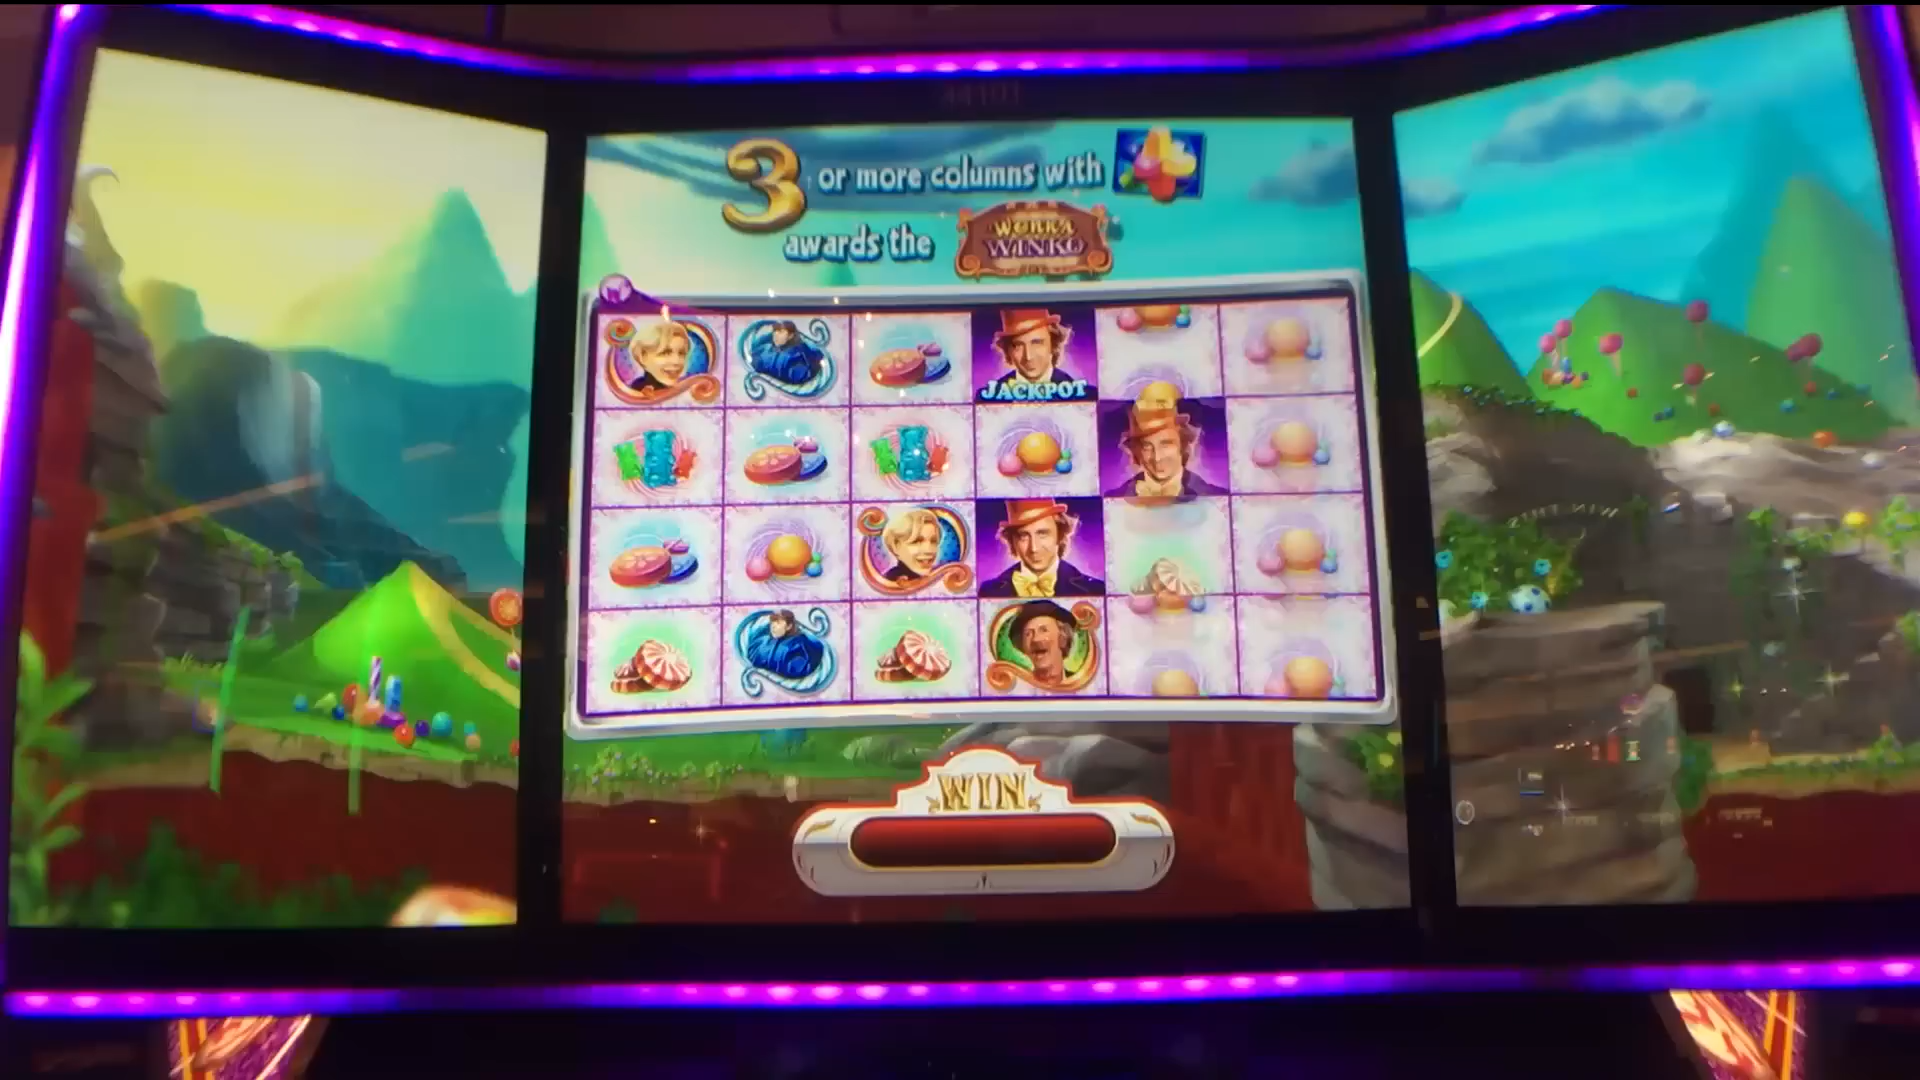 3 or more columns with
awards the WONKA
WINKO
JACKPOT
WIN